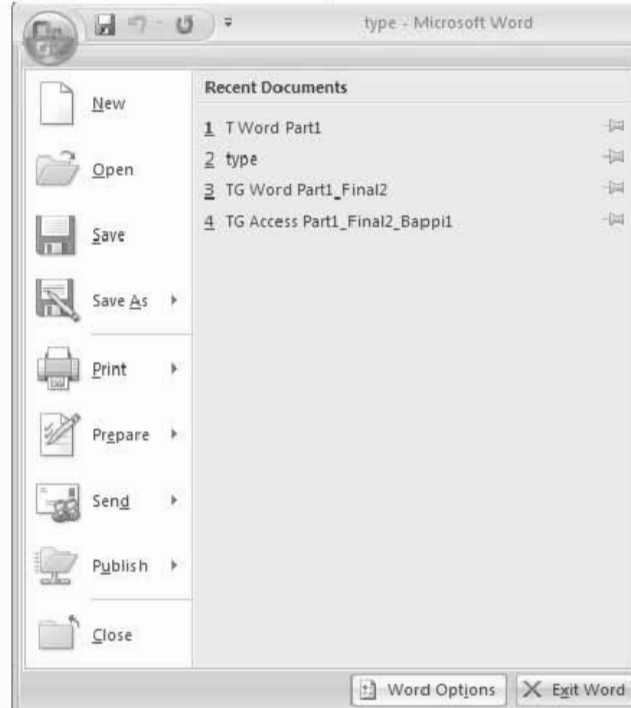 type - Microsoft Word
New
Open
Save
Save As
Print
Prepare
Send
Publish
Close
Recent Documents
1 T Word Part1
2 type
3 TG Word Part1_Final2
4 TG Access Part1_Final2_Bappi1
Word Options
Exit Word